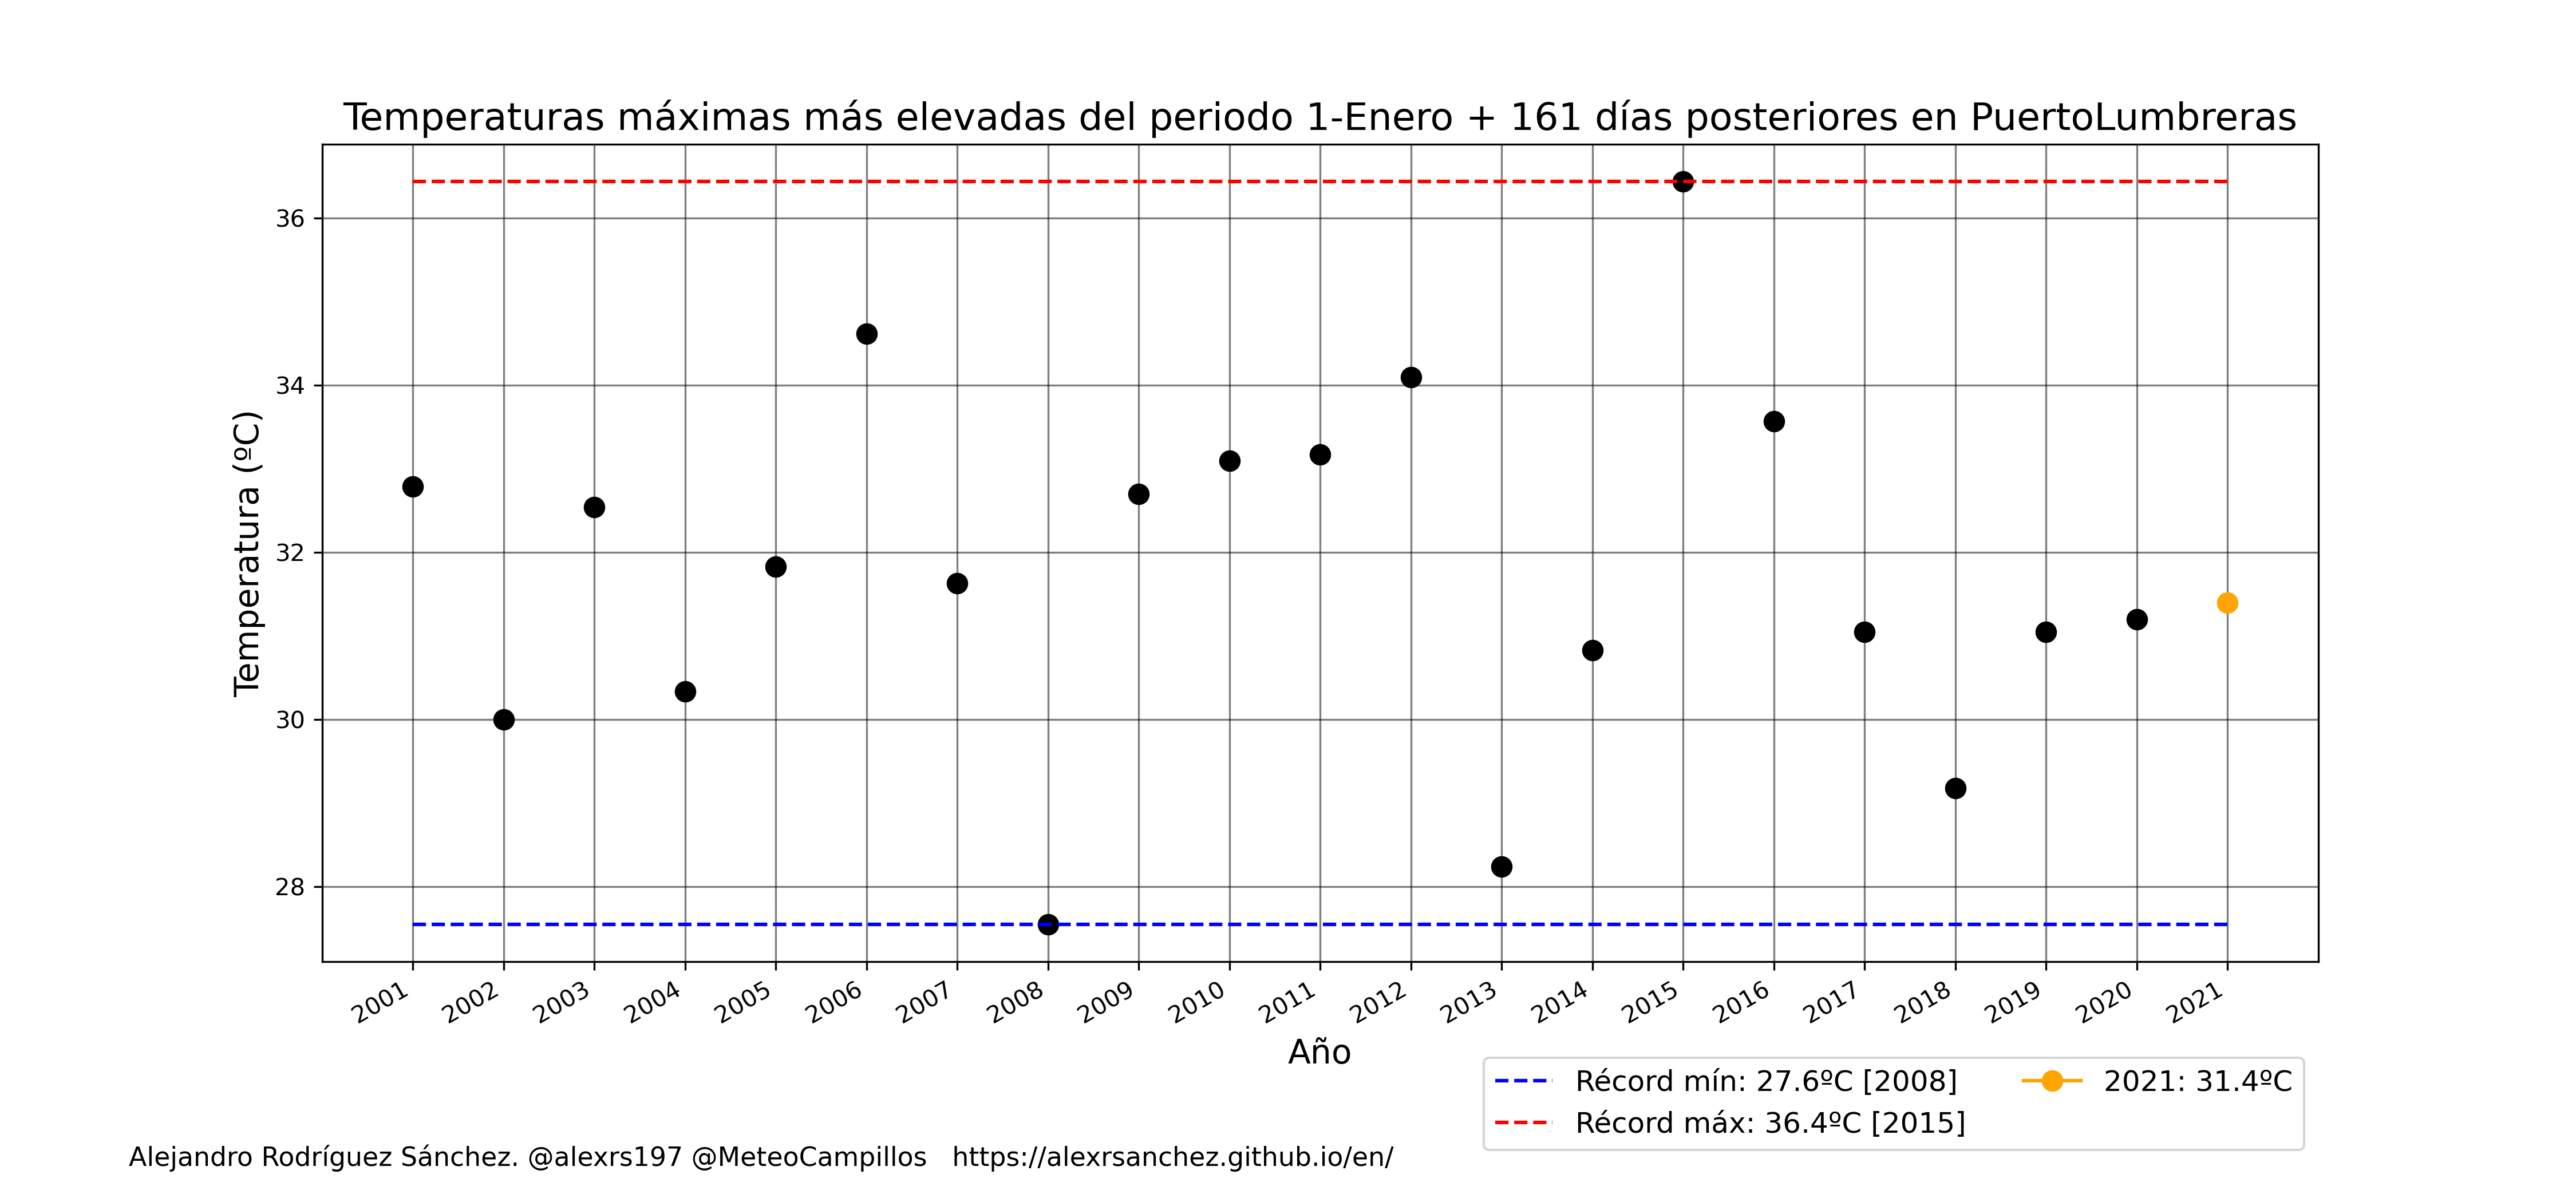 Temperaturas máximas más elevadas del periodo 1-Enero + 161 días posteriores en PuertoLumbreras
Temperatura (ºC)
36
34
32
30
28
2001 2002 2003 2004 2005 2006 2007 2008 2009 2010 2011 2012 2013 2014 2015 2016 2017 2018 2019 2020 2021
Año
Récord mín: 27.6ºC [2008]
Récord máx: 36.4ºC [2015]
2021: 31.4ºC
Alejandro Rodríguez Sánchez. @alexrs197 @MeteoCampillos https://alexrsanchez.github.io/en/